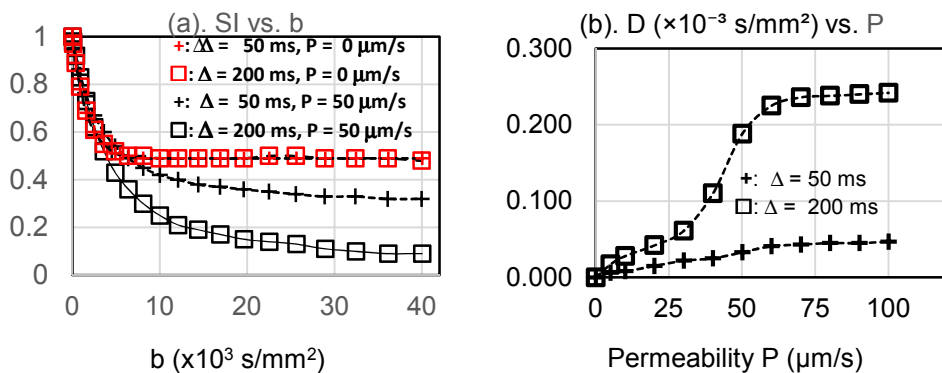 (a). SI vs. b
1
0.8
0.6
0.4
0.2
0
+: ΔΔ = 50 ms, P = 0 µm/s
□: Δ = 200 ms, P = 0 µm/s
+: Δ = 50 ms, P = 50 µm/s
□: Δ = 200 ms, P = 50 µm/s
0 10 20 30 40
b (x10³ s/mm²)
(b). D (×10⁻³ s/mm²) vs. P
0.300
0.200
0.100
0.000
+: Δ = 50 ms
□: Δ = 200 ms
0 25 50 75 100
Permeability P (µm/s)